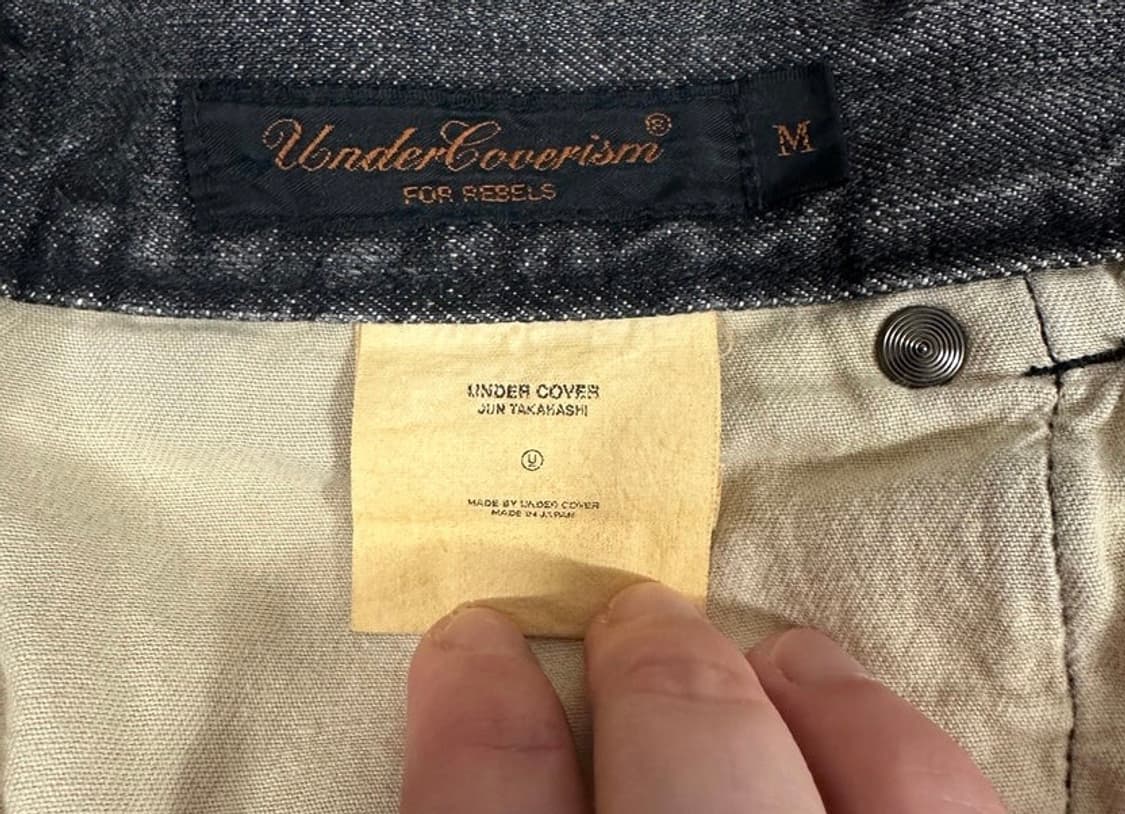 UnderCoverism®
FOR REBELS
M
UNDER COVER
JUN TAKAHASHI
U
MADE BY UNDER COVER
MADE IN JAPAN